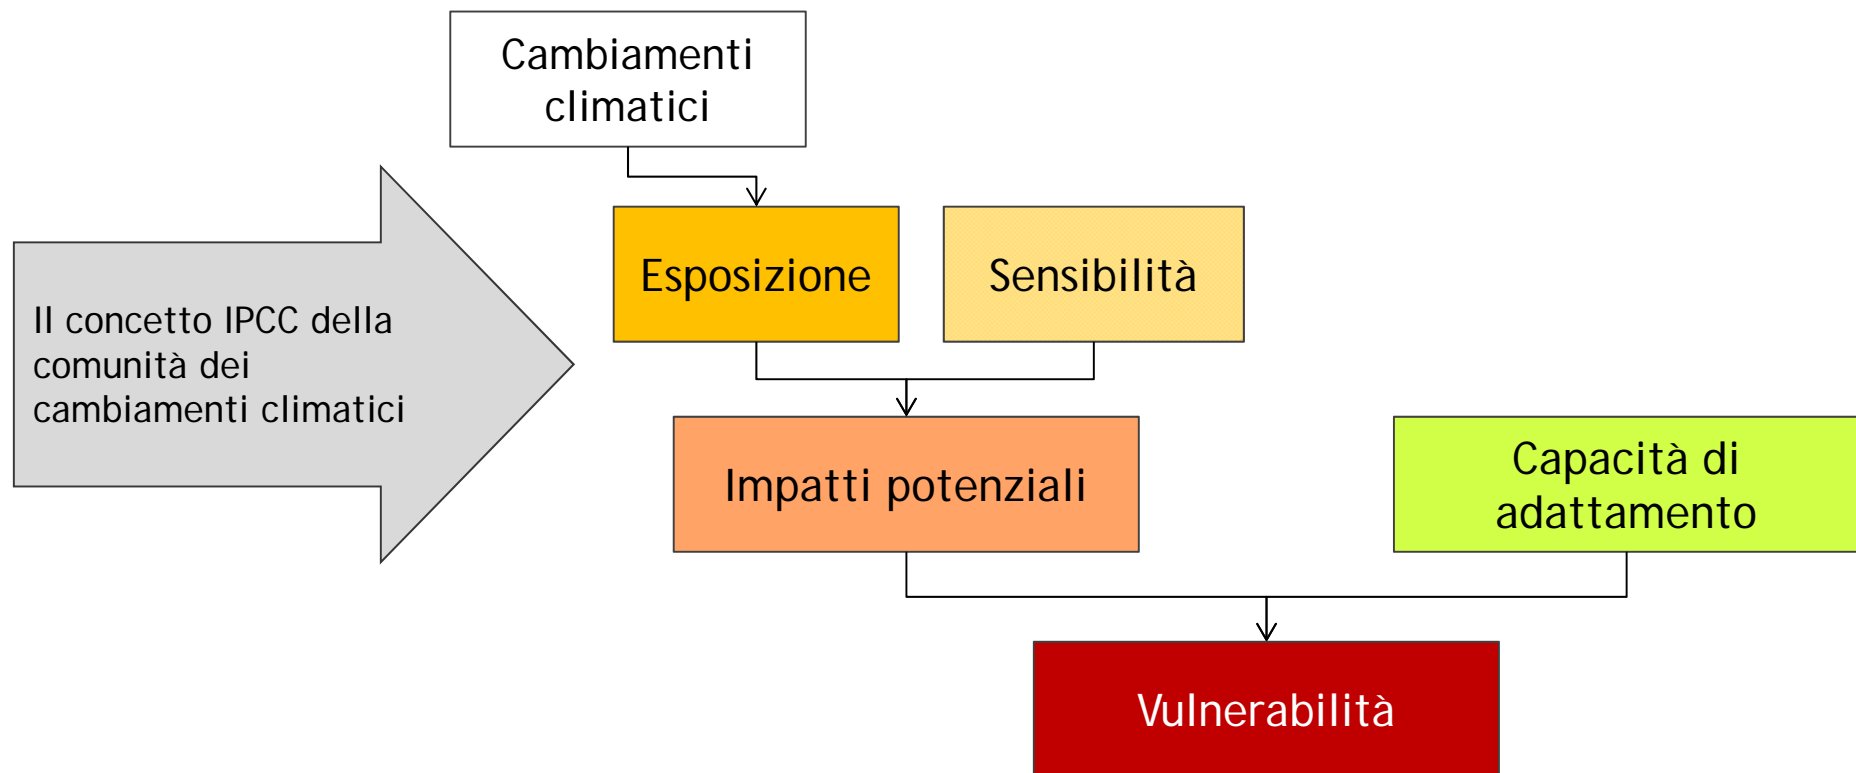 Cambiamenti
climatici
Esposizione
Sensibilità
Il concetto IPCC della
comunità dei
cambiamenti climatici
Impatti potenziali
Capacità di
adattamento
Vulnerabilità